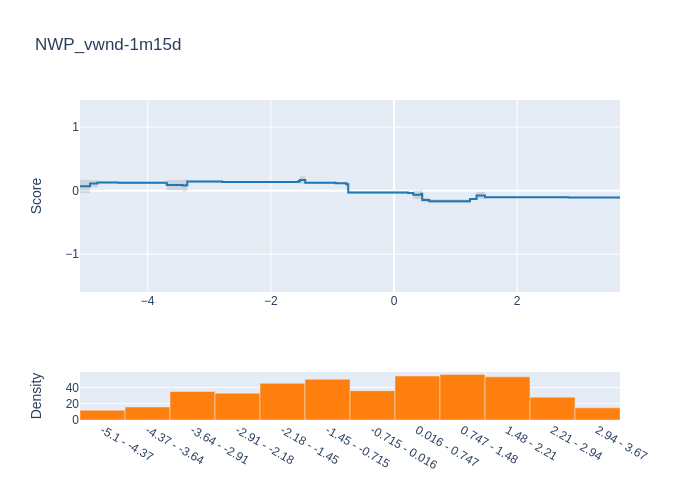 NWP_vwnd-1m15d
Score
1
0
−1
−4
−2
0
2
Density
40
20
0
-5.1 - -4.37
-4.37 - -3.64
-3.64 - -2.91
-2.91 - -2.18
-2.18 - -1.45
-1.45 - -0.715
-0.715 - 0.016
0.016 - 0.747
0.747 - 1.48
1.48 - 2.21
2.21 - 2.94
2.94 - 3.67